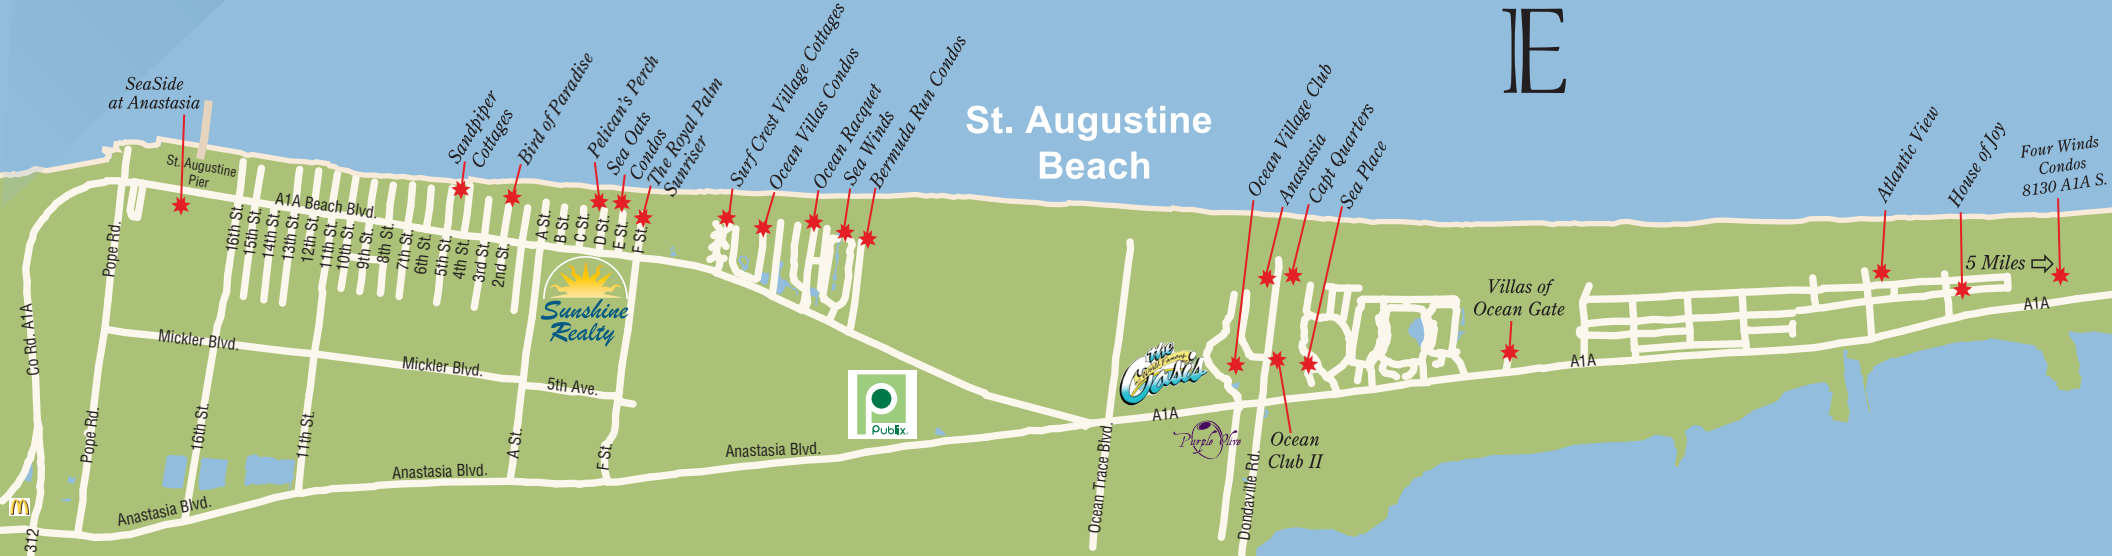 SeaSide
at Anastasia
Sandpiper
Cottages
Bird of Paradise
Pelican's Perch
Sea Oats
Condos
The Royal Palm
Sunriser
Surf Crest Village Cottages
Ocean Villas Condos
Ocean Racquet
Sea Winds
Bermuda Run Condos
St. Augustine
Beach
Ocean Village Club
Anastasia
Capt Quarters
Sea Place
E
Atlantic View
House of Joy
Four Winds
Condos
8130 A1A S.
5 Miles
Villas of
Ocean Gate
St. Augustine
Pier
A1A Beach Blvd.
16th St.
15th St.
14th St.
13th St.
12th St.
11th St.
10th St.
9th St.
8th St.
7th St.
6th St.
5th St.
4th St.
3rd St.
2nd St.
A St.
B St.
C St.
D St.
E St.
F St.
Sunshine
Realty
Co Rd. A1A
Pope Rd.
Pope Rd.
Mickler Blvd.
Mickler Blvd.
5th Ave.
16th St.
11th St.
A St.
F St.
Anastasia Blvd.
Anastasia Blvd.
Anastasia Blvd.
312
Publix
the
Oasis
Purple Olive
A1A
A1A
A1A
Ocean Trace Blvd.
Dondaville Rd.
Ocean
Club II